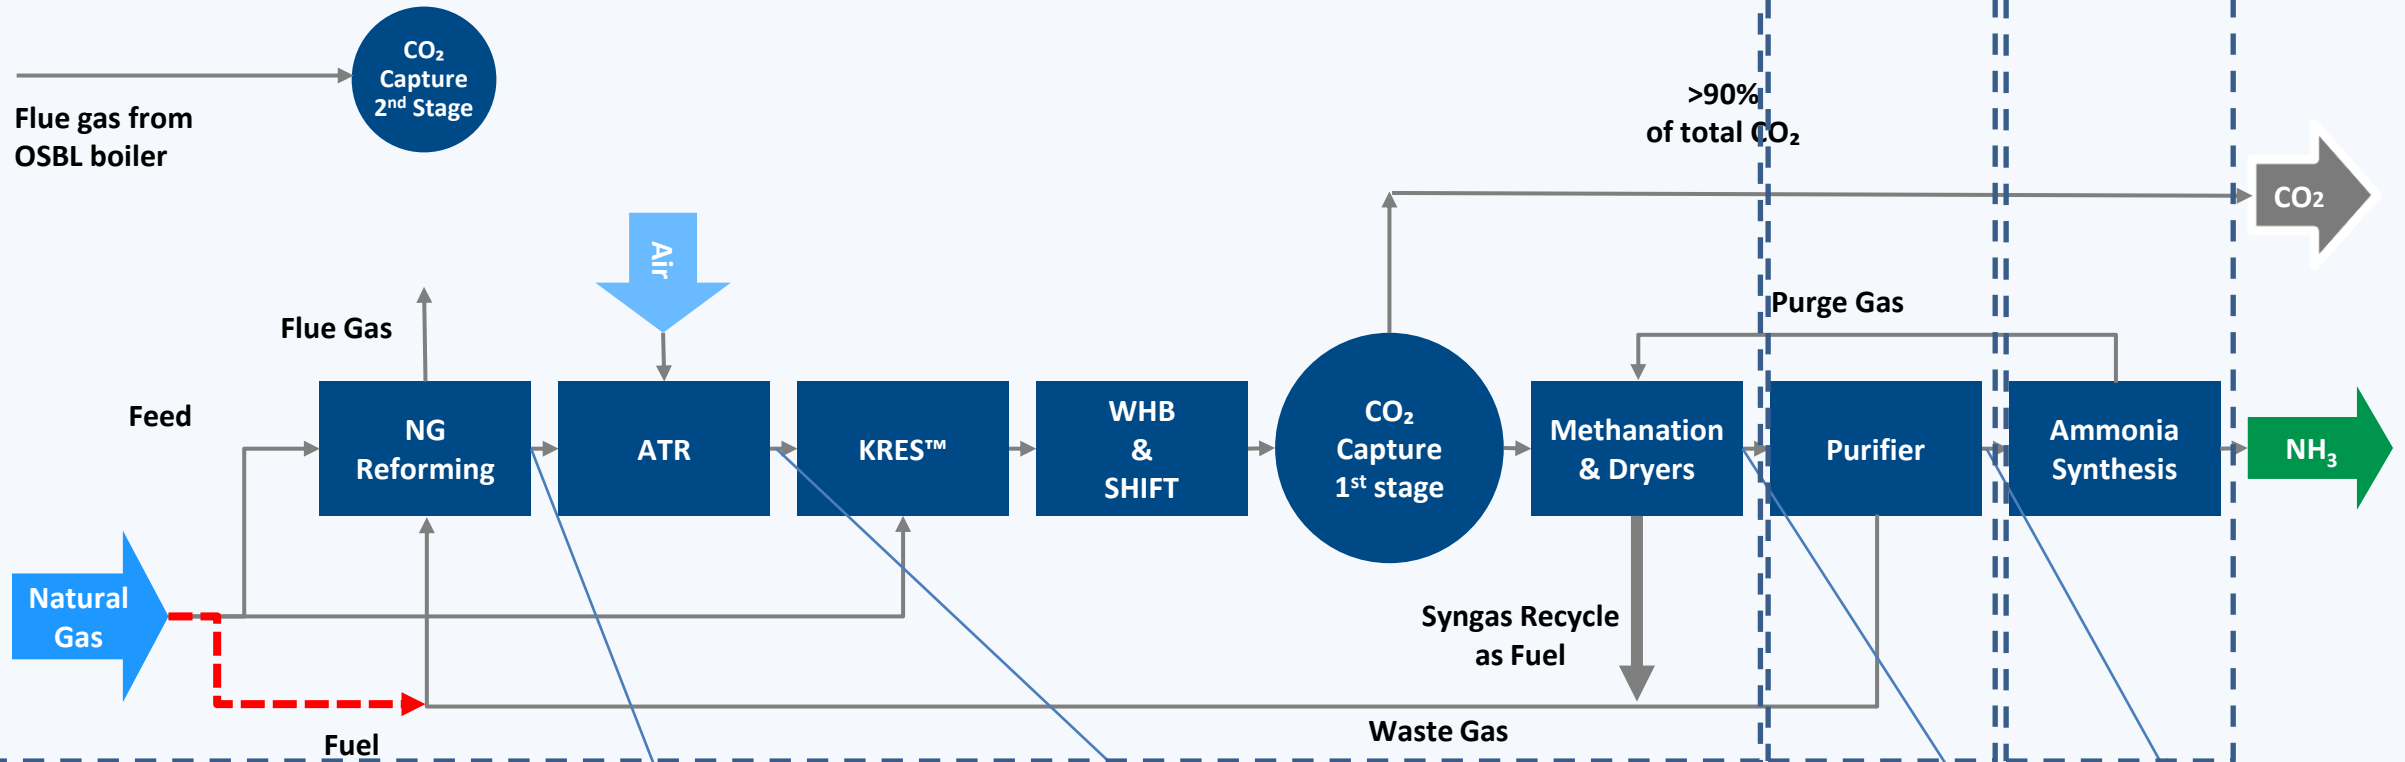 CO₂
Capture
2nd Stage
Flue gas from
OSBL boiler
>90%
of total CO₂
CO2
Air
Purge Gas
Flue Gas
Feed
NG
Reforming
ATR
KRES™
WHB
&
SHIFT
CO₂
Capture
1st stage
Methanation
& Dryers
Purifier
Ammonia
Synthesis
NH3
Natural
Gas
Syngas Recycle
as Fuel
Waste Gas
Fuel